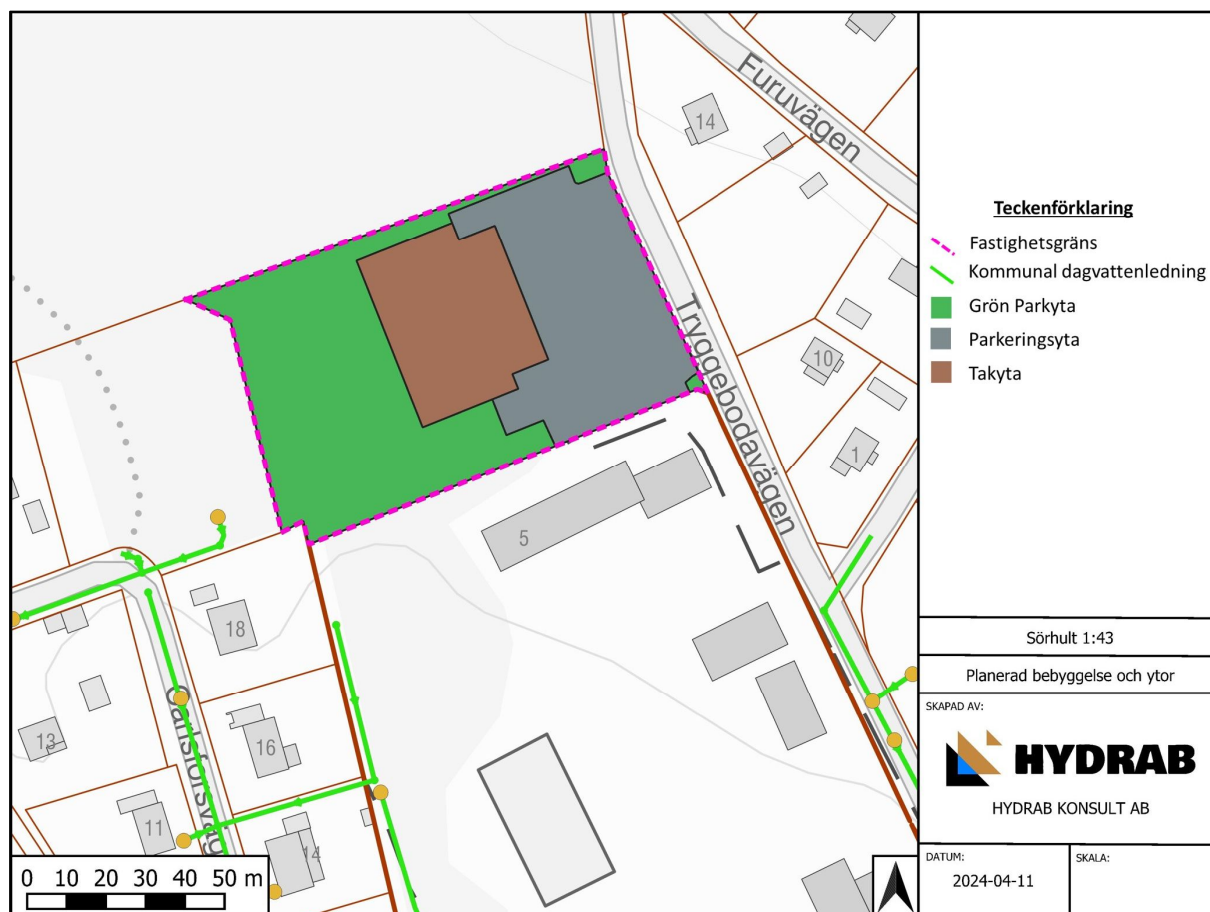 Furuvägen
14
Tryggebodavägen
10
1
5
18
16
13
11
14
Carlsforsväg
0 10 20 30 40 50 m
Teckenförklaring
Fastighetsgräns
Kommunal dagvattenledning
Grön Parkyta
Parkeringsyta
Takyta
Sörhult 1:43
Planerad bebyggelse och ytor
SKAPAD AV:
HYDRAB
HYDRAB KONSULT AB
DATUM:
2024-04-11
SKALA: